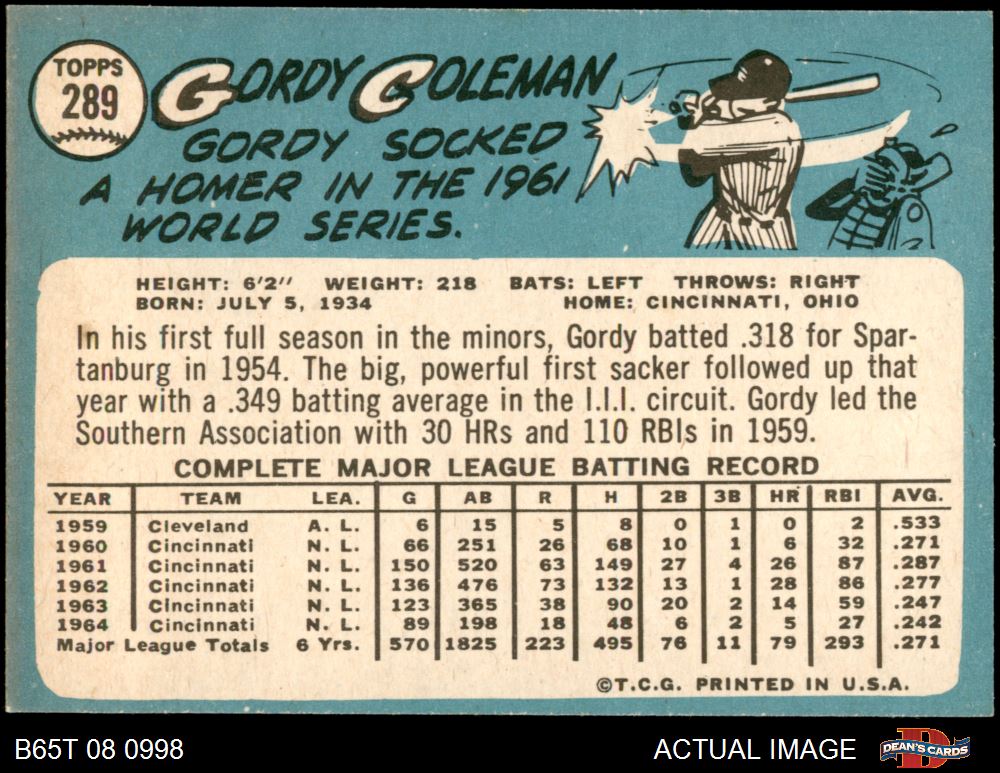 TOPPS
289
GORDY COLEMAN
GORDY SOCKED
A HOMER IN THE 1961
WORLD SERIES.
HEIGHT: 6'2" WEIGHT: 218 BATS: LEFT THROWS: RIGHT
BORN: JULY 5, 1934 HOME: CINCINNATI, OHIO
In his first full season in the minors, Gordy batted .318 for Spar-
tanburg in 1954. The big, powerful first sacker followed up that
year with a .349 batting average in the I.I.I. circuit. Gordy led the
Southern Association with 30 HRs and 110 RBIs in 1959.
COMPLETE MAJOR LEAGUE BATTING RECORD
YEAR TEAM LEA. G AB R H 2B 3B HR RBI AVG.
1959 Cleveland A. L. 6 15 5 8 0 1 0 2 .533
1960 Cincinnati N. L. 66 251 26 68 10 1 6 32 .271
1961 Cincinnati N. L. 150 520 63 149 27 4 26 87 .287
1962 Cincinnati N. L. 136 476 73 132 13 1 28 86 .277
1963 Cincinnati N. L. 123 365 38 90 20 2 14 59 .247
1964 Cincinnati N. L. 89 198 18 48 6 2 5 27 .242
Major League Totals 6 Yrs. 570 1825 223 495 76 11 79 293 .271
©T.C.G. PRINTED IN U.S.A.
B65T 08 0998 ACTUAL IMAGE DEAN'S CARDS